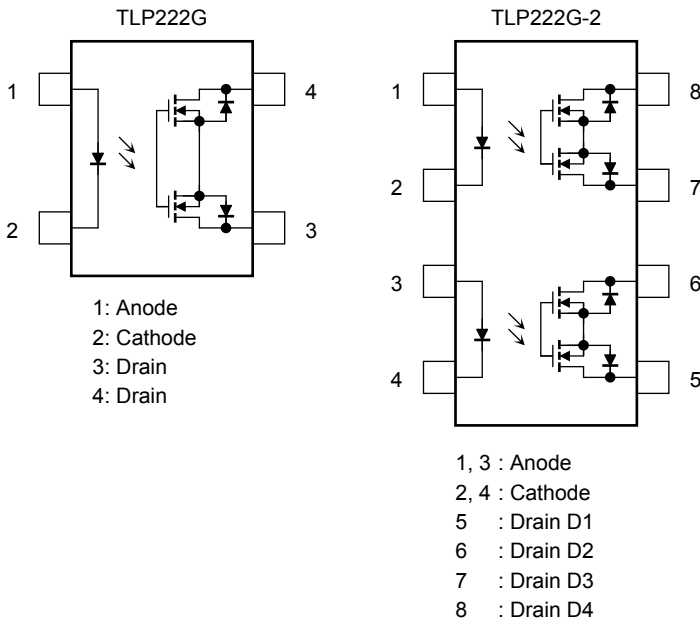 TLP222G
1
4
2
3
1: Anode
2: Cathode
3: Drain
4: Drain
TLP222G-2
1
8
2
7
3
6
4
5
1, 3 : Anode
2, 4 : Cathode
5 : Drain D1
6 : Drain D2
7 : Drain D3
8 : Drain D4